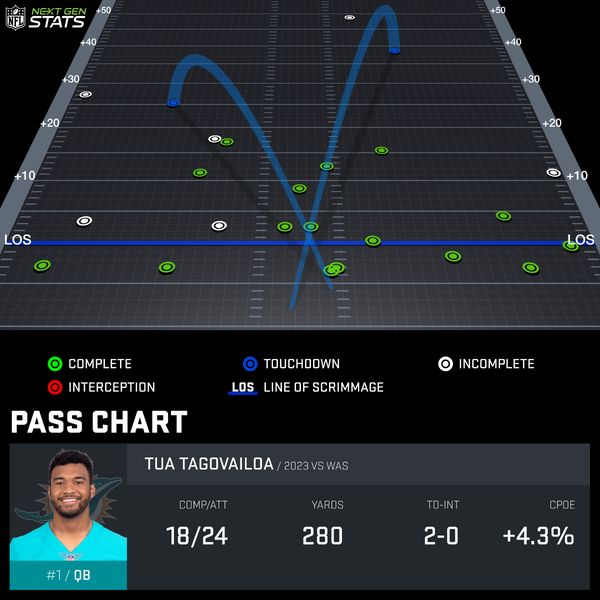 NFL NEXT GEN STATS
+50 +50
+40 +40
+30 +30
+20 +20
+10 +10
LOS LOS
COMPLETE TOUCHDOWN INCOMPLETE
INTERCEPTION LOS LINE OF SCRIMMAGE
PASS CHART
TUA TAGOVAILOA / 2023 VS WAS
COMP/ATT YARDS TD-INT CPOE
18/24 280 2-0 +4.3%
#1 / QB